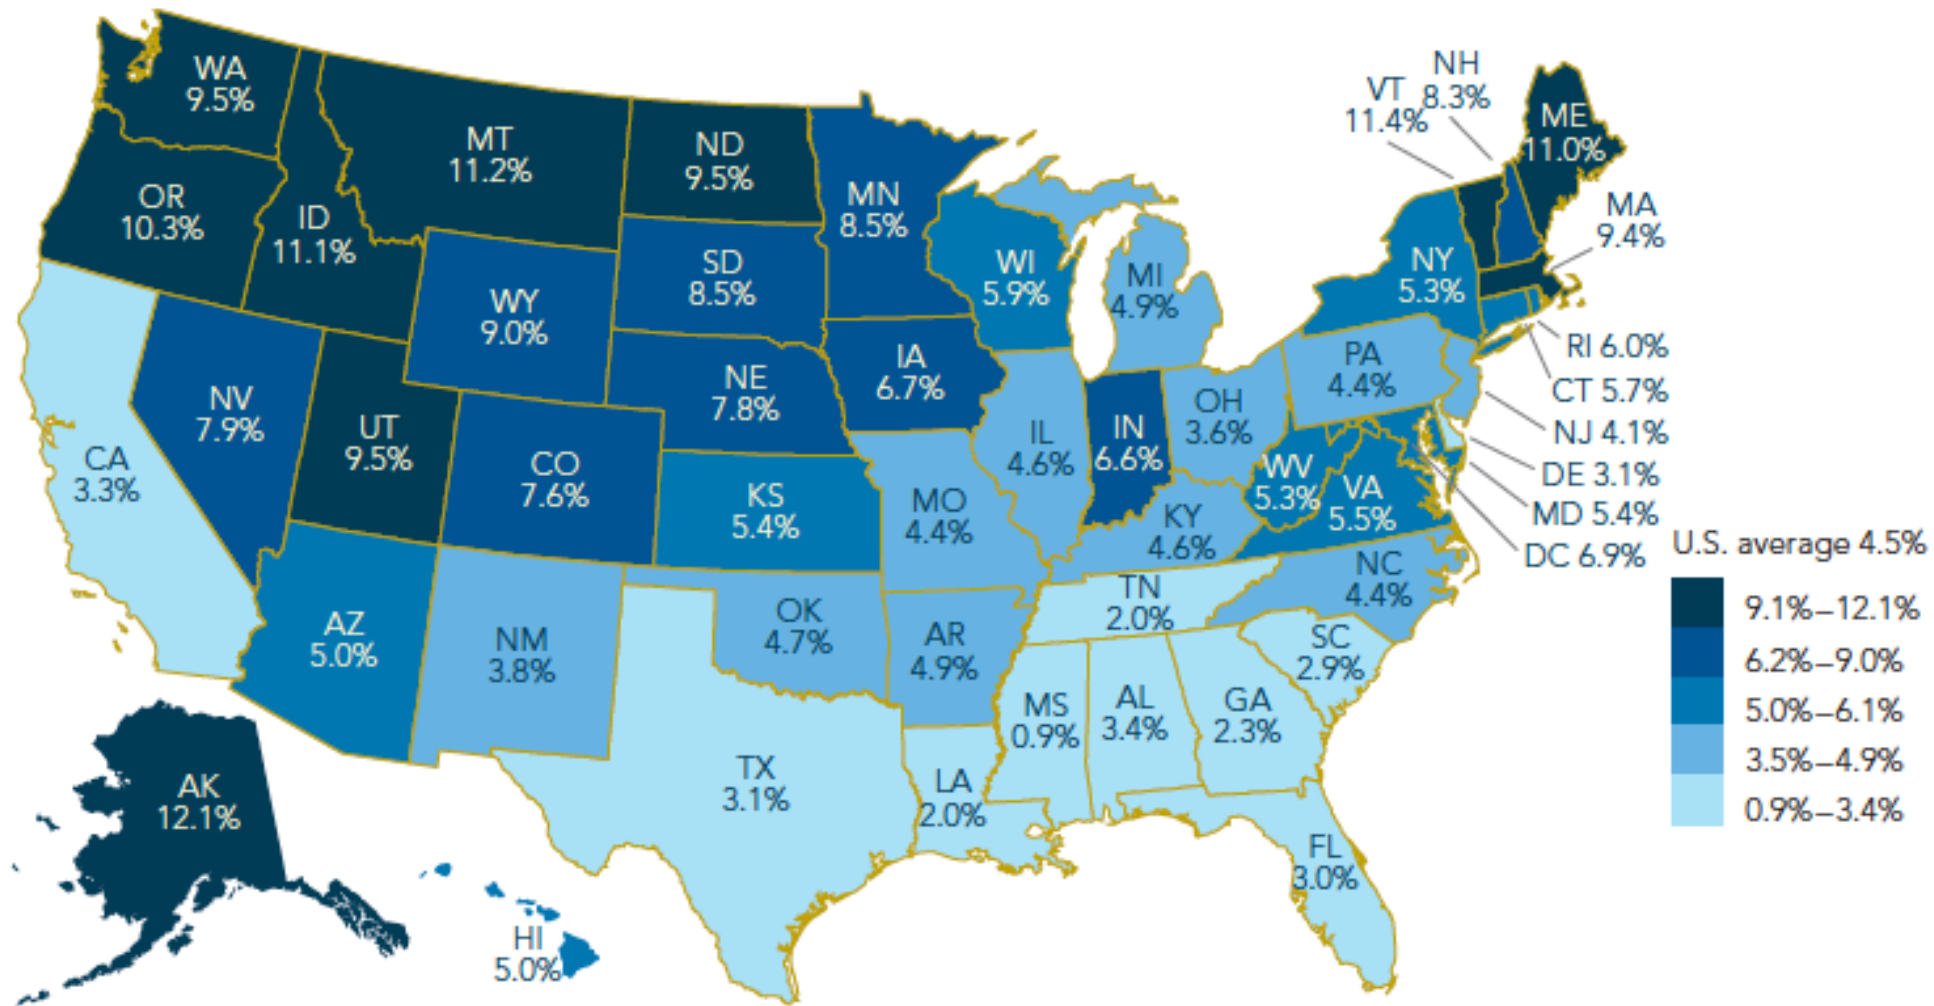 WA
9.5%
OR
10.3%
ID
11.1%
MT
11.2%
ND
9.5%
MN
8.5%
SD
8.5%
WY
9.0%
WI
5.9%
MI
4.9%
NY
5.3%
VT
11.4%
NH
8.3%
ME
11.0%
MA
9.4%
RI 6.0%
CT 5.7%
NJ 4.1%
DE 3.1%
MD 5.4%
DC 6.9%
CA
3.3%
NV
7.9%
UT
9.5%
CO
7.6%
NE
7.8%
IA
6.7%
KS
5.4%
MO
4.4%
IL
4.6%
IN
6.6%
OH
3.6%
PA
4.4%
WV
5.3%
VA
5.5%
KY
4.6%
TN
2.0%
NC
4.4%
SC
2.9%
AZ
5.0%
NM
3.8%
OK
4.7%
AR
4.9%
TX
3.1%
LA
2.0%
MS
0.9%
AL
3.4%
GA
2.3%
FL
3.0%
AK
12.1%
HI
5.0%
U.S. average 4.5%
9.1%–12.1%
6.2%–9.0%
5.0%–6.1%
3.5%–4.9%
0.9%–3.4%